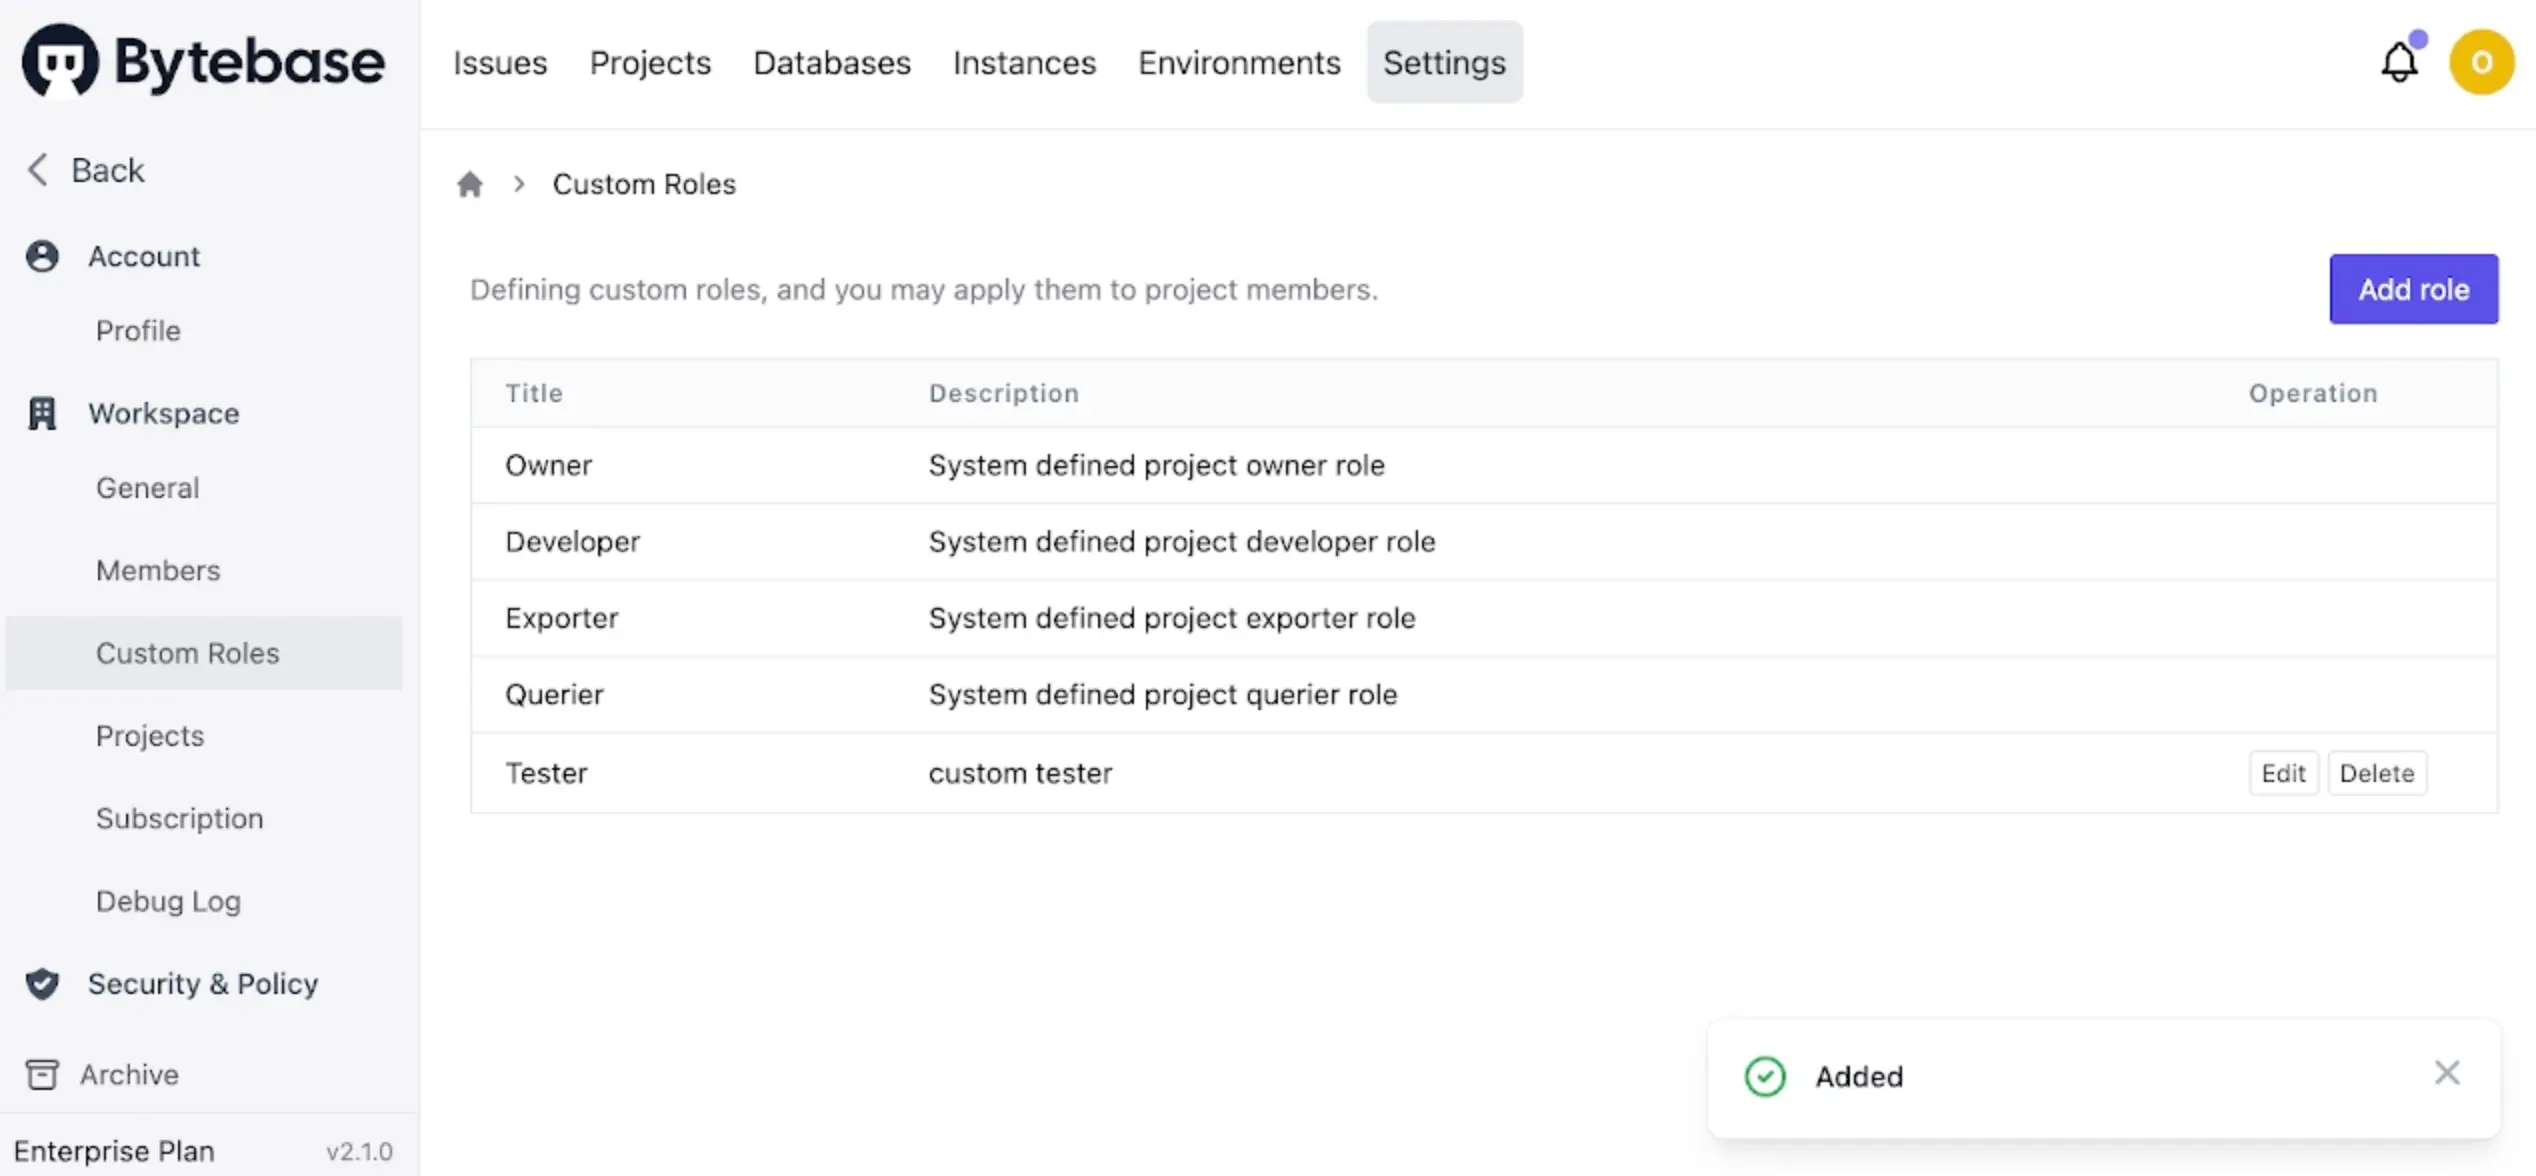 Bytebase
Issues Projects Databases Instances Environments Settings
O
Back
Account
Profile
Workspace
General
Members
Custom Roles
Projects
Subscription
Debug Log
Security & Policy
Archive
Enterprise Plan v2.1.0
Custom Roles
Defining custom roles, and you may apply them to project members.
Add role
Title Description Operation
Owner System defined project owner role
Developer System defined project developer role
Exporter System defined project exporter role
Querier System defined project querier role
Tester custom tester Edit Delete
Added